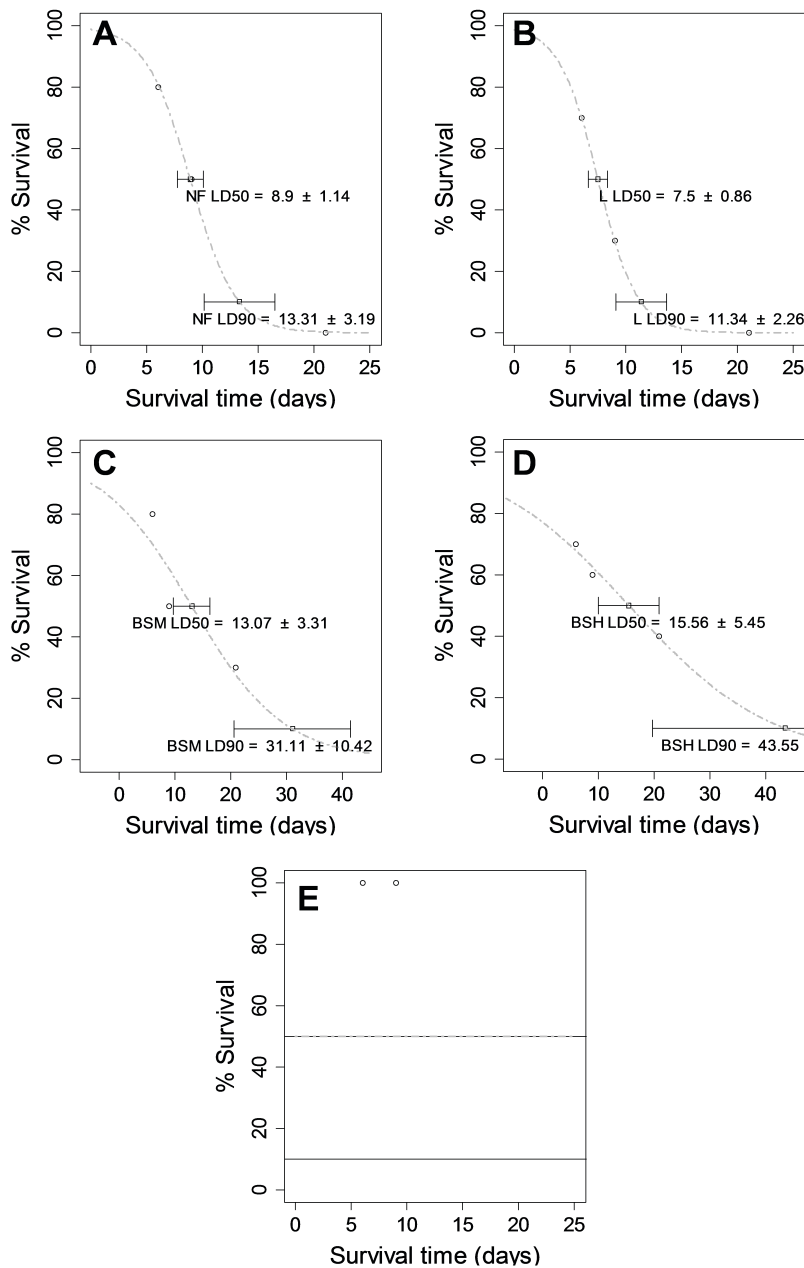 A
% Survival
100
80
60
40
20
0
NF LD50 = 8.9 ± 1.14
NF LD90 = 13.31 ± 3.19
0 5 10 15 20 25
Survival time (days)
B
% Survival
100
80
60
40
20
0
L LD50 = 7.5 ± 0.86
L LD90 = 11.34 ± 2.26
0 5 10 15 20 25
Survival time (days)
C
% Survival
100
80
60
40
20
0
BSM LD50 = 13.07 ± 3.31
BSM LD90 = 31.11 ± 10.42
0 10 20 30 40
Survival time (days)
D
% Survival
100
80
60
40
20
0
BSH LD50 = 15.56 ± 5.45
BSH LD90 = 43.55
0 10 20 30 40
Survival time (days)
E
% Survival
100
80
60
40
20
0
0 5 10 15 20 25
Survival time (days)